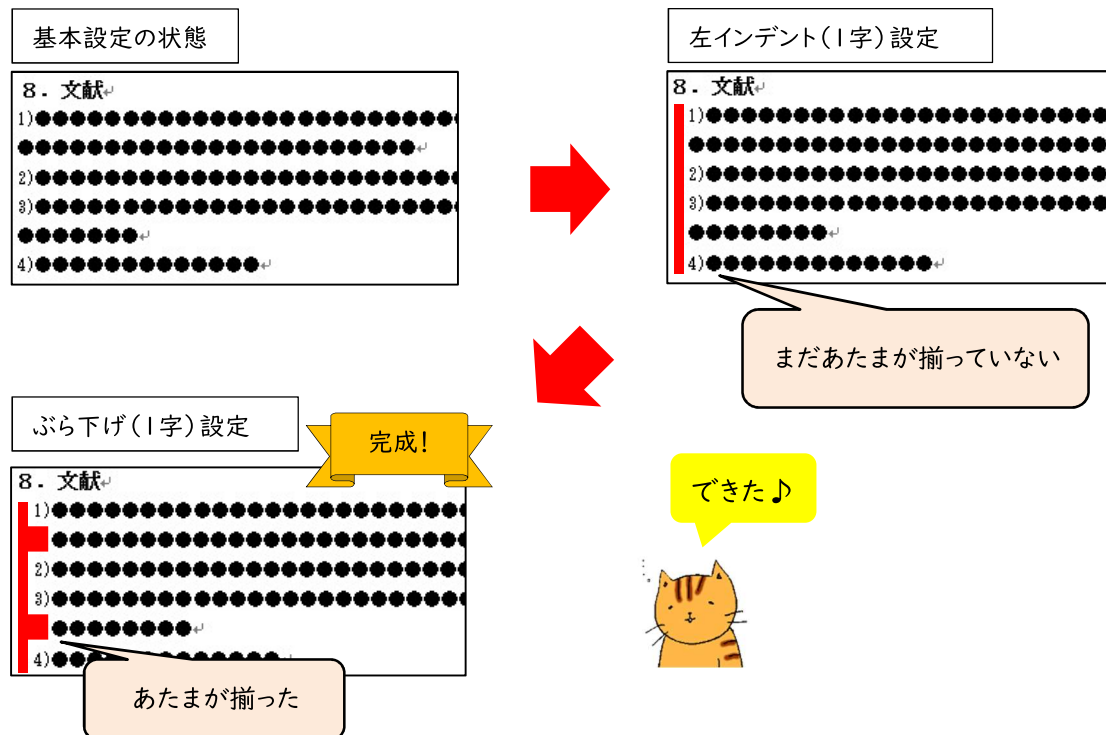 基本設定の状態
8. 文献↵
1)●●●●●●●●●●●●●●●●●●●●●●●●
●●●●●●●●●●●●●●●●●●●●●●●↵
2)●●●●●●●●●●●●●●●●●●●●●●●●
3)●●●●●●●●●●●●●●●●●●●●●●●●
●●●●●●●↵
4)●●●●●●●●●●●●●↵
左インデント(1字)設定
8. 文献↵
1)●●●●●●●●●●●●●●●●●●●●●●●
●●●●●●●●●●●●●●●●●●●●●●●●
2)●●●●●●●●●●●●●●●●●●●●●●●
3)●●●●●●●●●●●●●●●●●●●●●●●
●●●●●●●●↵
4)●●●●●●●●●●●●●↵
まだあたまが揃っていない
ぶら下げ(1字)設定
完成!
8. 文献↵
1)●●●●●●●●●●●●●●●●●●●●●●●●
●●●●●●●●●●●●●●●●●●●●●●●●
2)●●●●●●●●●●●●●●●●●●●●●●●●
3)●●●●●●●●●●●●●●●●●●●●●●●●
●●●●●●●●↵
4)●●●●●●●●●●●●●↵
あたまが揃った
できた♪